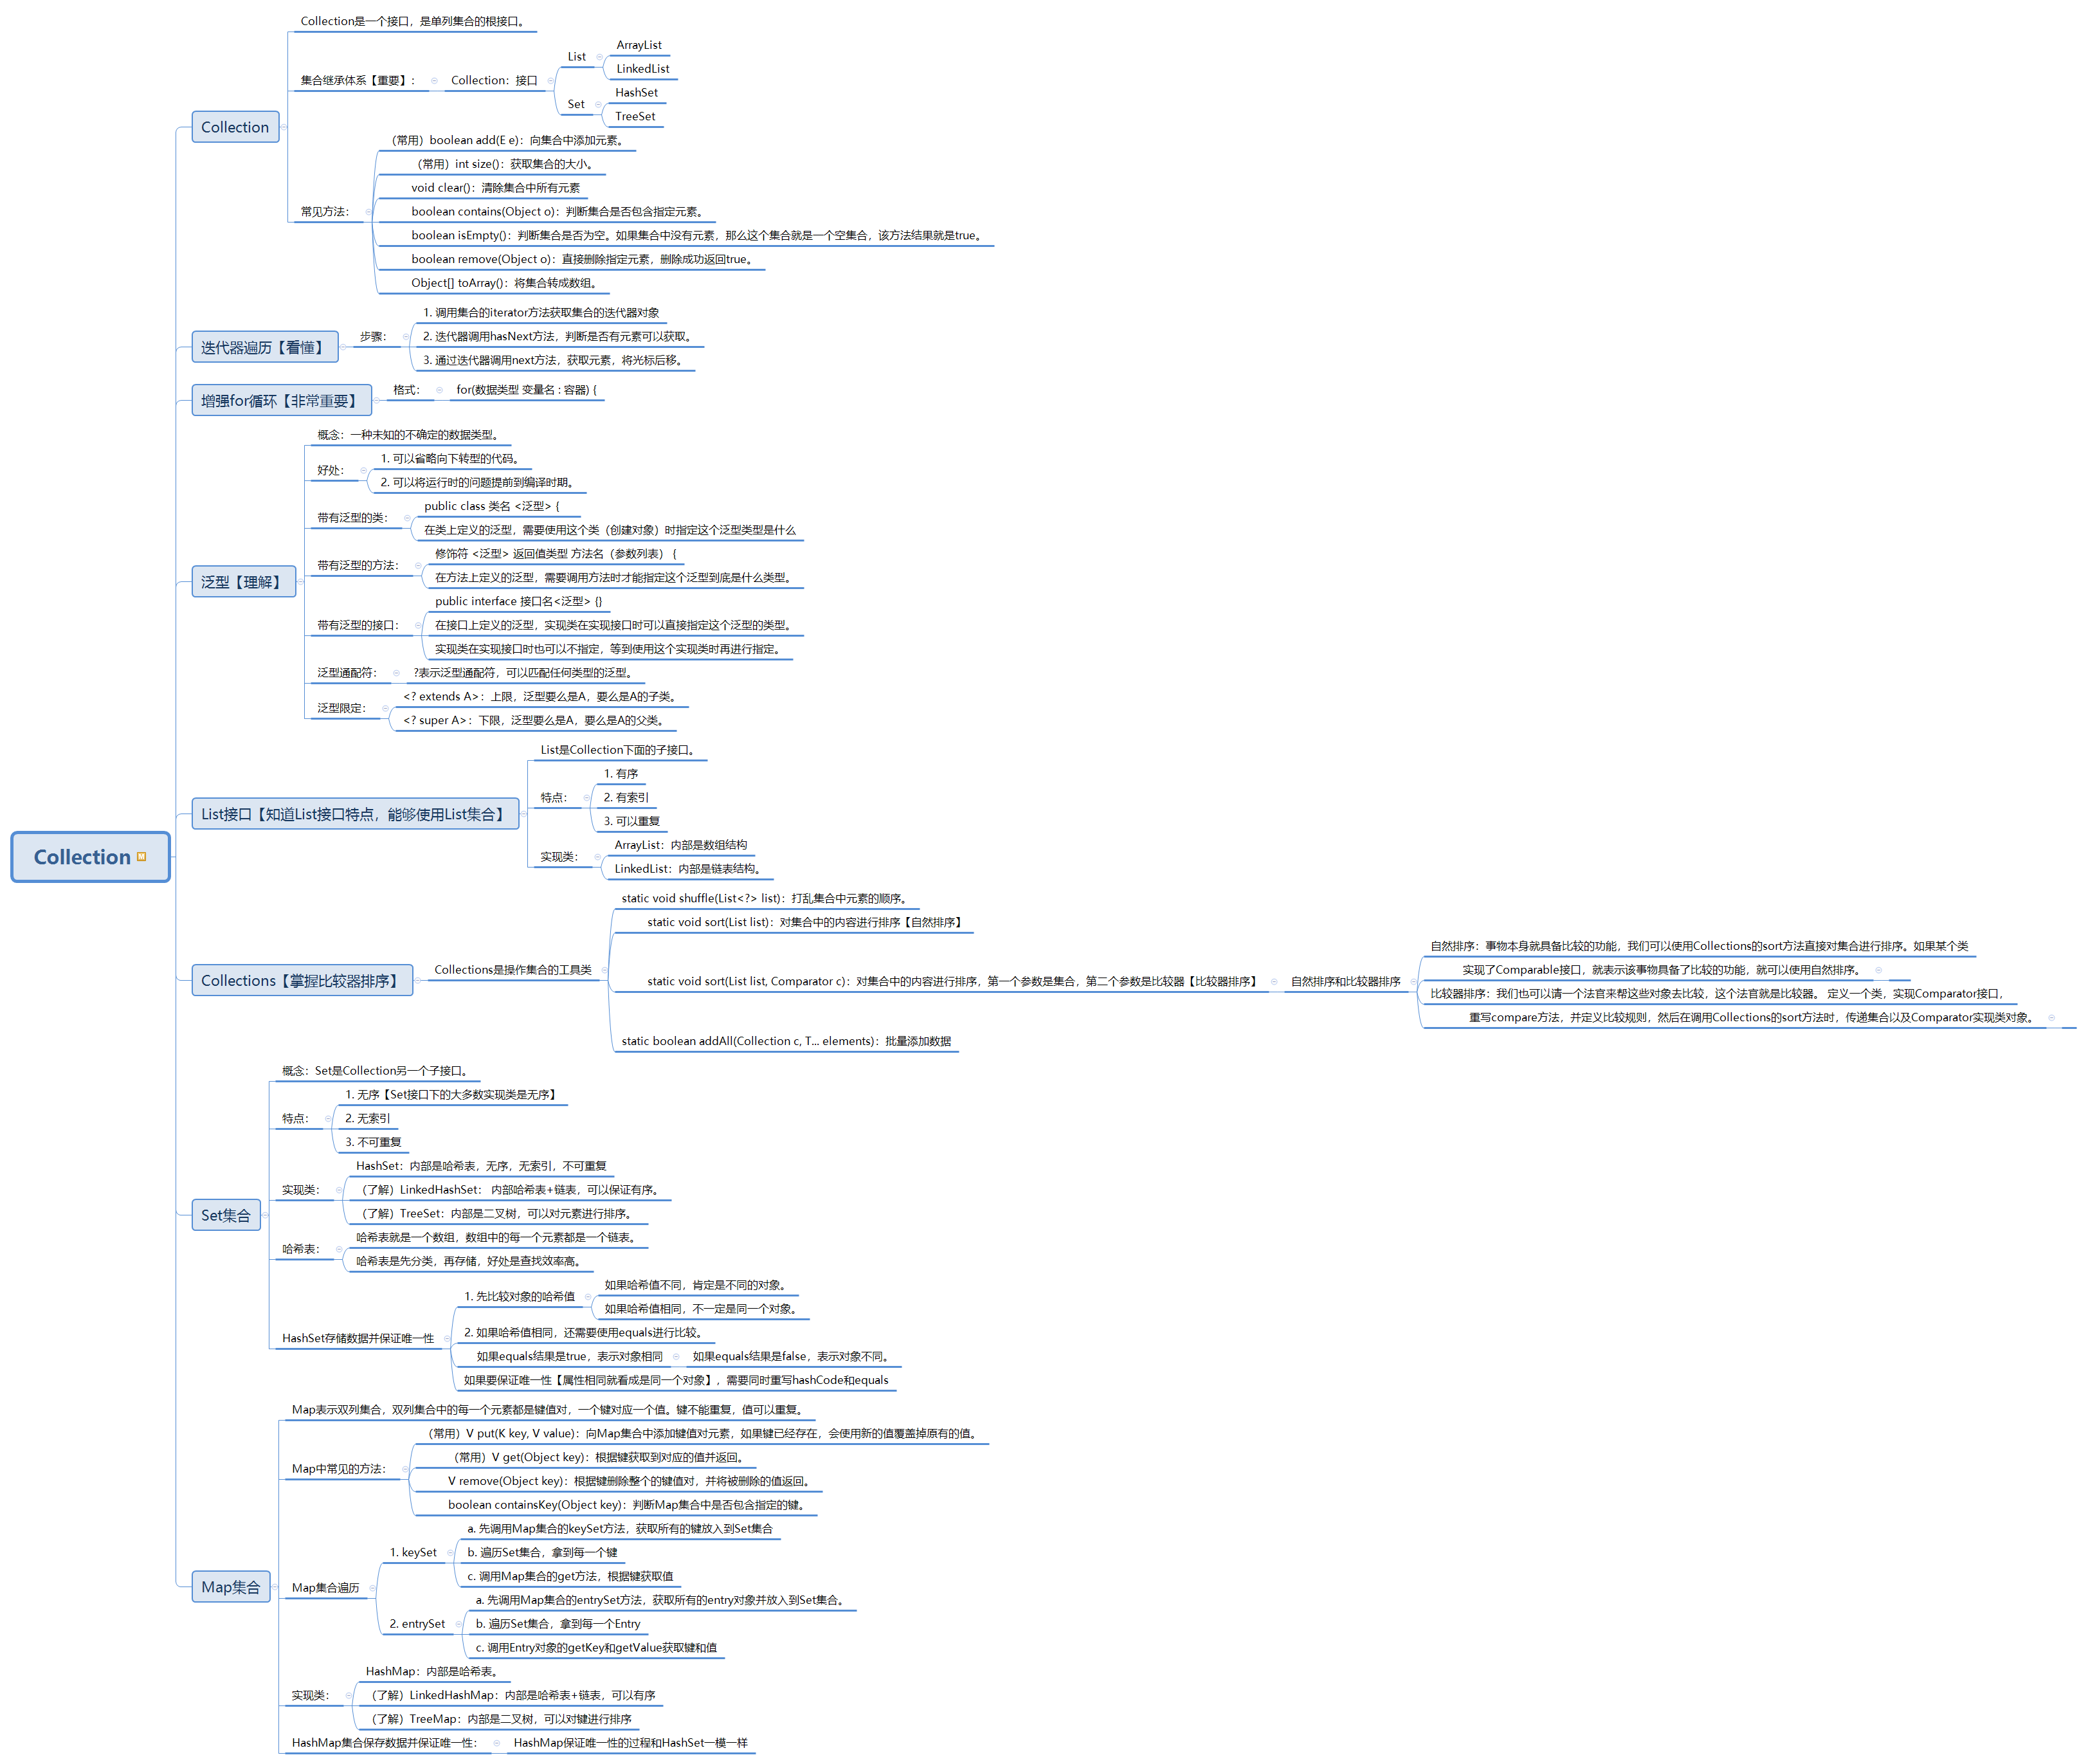 Collection
Collection
Collection是一个接口，是单列集合的根接口。
集合继承体系【重要】：
Collection：接口
List
ArrayList
LinkedList
Set
HashSet
TreeSet
常见方法：
（常用）boolean add(E e)：向集合中添加元素。
（常用）int size()：获取集合的大小。
void clear()：清除集合中所有元素
boolean contains(Object o)：判断集合是否包含指定元素。
boolean isEmpty()：判断集合是否为空。如果集合中没有元素，那么这个集合就是一个空集合，该方法结果就是true。
boolean remove(Object o)：直接删除指定元素，删除成功返回true。
Object[] toArray()：将集合转成数组。
迭代器遍历【看懂】
步骤：
1. 调用集合的iterator方法获取集合的迭代器对象
2. 迭代器调用hasNext方法，判断是否有元素可以获取。
3. 通过迭代器调用next方法，获取元素，将光标后移。
增强for循环【非常重要】
格式：
for(数据类型 变量名 : 容器) {
泛型【理解】
概念：一种未知的不确定的数据类型。
好处：
1. 可以省略向下转型的代码。
2. 可以将运行时的问题提前到编译时期。
带有泛型的类：
public class 类名 <泛型> {
在类上定义的泛型，需要使用这个类（创建对象）时指定这个泛型类型是什么
带有泛型的方法：
修饰符 <泛型> 返回值类型 方法名（参数列表） {
在方法上定义的泛型，需要调用方法时才能指定这个泛型到底是什么类型。
带有泛型的接口：
public interface 接口名<泛型> {}
在接口上定义的泛型，实现类在实现接口时可以直接指定这个泛型的类型。
实现类在实现接口时也可以不指定，等到使用这个实现类时再进行指定。
泛型通配符：
?表示泛型通配符，可以匹配任何类型的泛型。
泛型限定：
<? extends A>：上限，泛型要么是A，要么是A的子类。
<? super A>：下限，泛型要么是A，要么是A的父类。
List接口【知道List接口特点，能够使用List集合】
List是Collection下面的子接口。
特点：
1. 有序
2. 有索引
3. 可以重复
实现类：
ArrayList：内部是数组结构
LinkedList：内部是链表结构。
Collections【掌握比较器排序】
Collections是操作集合的工具类
static void shuffle(List<?> list)：打乱集合中元素的顺序。
static void sort(List list)：对集合中的内容进行排序【自然排序】
static void sort(List list, Comparator c)：对集合中的内容进行排序，第一个参数是集合，第二个参数是比较器【比较器排序】
自然排序和比较器排序
自然排序：事物本身就具备比较的功能，我们可以使用Collections的sort方法直接对集合进行排序。如果某个类
实现了Comparable接口，就表示该事物具备了比较的功能，就可以使用自然排序。
比较器排序：我们也可以请一个法官来帮这些对象去比较，这个法官就是比较器。 定义一个类，实现Comparator接口，
重写compare方法，并定义比较规则，然后在调用Collections的sort方法时，传递集合以及Comparator实现类对象。
static boolean addAll(Collection c, T... elements)：批量添加数据
Set集合
概念：Set是Collection另一个子接口。
特点：
1. 无序【Set接口下的大多数实现类是无序】
2. 无索引
3. 不可重复
实现类：
HashSet：内部是哈希表，无序，无索引，不可重复
（了解）LinkedHashSet： 内部哈希表+链表，可以保证有序。
（了解）TreeSet：内部是二叉树，可以对元素进行排序。
哈希表：
哈希表就是一个数组，数组中的每一个元素都是一个链表。
哈希表是先分类，再存储，好处是查找效率高。
HashSet存储数据并保证唯一性
1. 先比较对象的哈希值
如果哈希值不同，肯定是不同的对象。
如果哈希值相同，不一定是同一个对象。
2. 如果哈希值相同，还需要使用equals进行比较。
如果equals结果是true，表示对象相同
如果equals结果是false，表示对象不同。
如果要保证唯一性【属性相同就看成是同一个对象】，需要同时重写hashCode和equals
Map集合
Map表示双列集合，双列集合中的每一个元素都是键值对，一个键对应一个值。键不能重复，值可以重复。
Map中常见的方法：
（常用）V put(K key, V value)：向Map集合中添加键值对元素，如果键已经存在，会使用新的值覆盖掉原有的值。
（常用）V get(Object key)：根据键获取到对应的值并返回。
V remove(Object key)：根据键删除整个的键值对，并将被删除的值返回。
boolean containsKey(Object key)：判断Map集合中是否包含指定的键。
Map集合遍历
1. keySet
a. 先调用Map集合的keySet方法，获取所有的键放入到Set集合
b. 遍历Set集合，拿到每一个键
c. 调用Map集合的get方法，根据键获取值
2. entrySet
a. 先调用Map集合的entrySet方法，获取所有的entry对象并放入到Set集合。
b. 遍历Set集合，拿到每一个Entry
c. 调用Entry对象的getKey和getValue获取键和值
实现类：
HashMap：内部是哈希表。
（了解）LinkedHashMap：内部是哈希表+链表，可以有序
（了解）TreeMap：内部是二叉树，可以对键进行排序
HashMap集合保存数据并保证唯一性：
HashMap保证唯一性的过程和HashSet一模一样